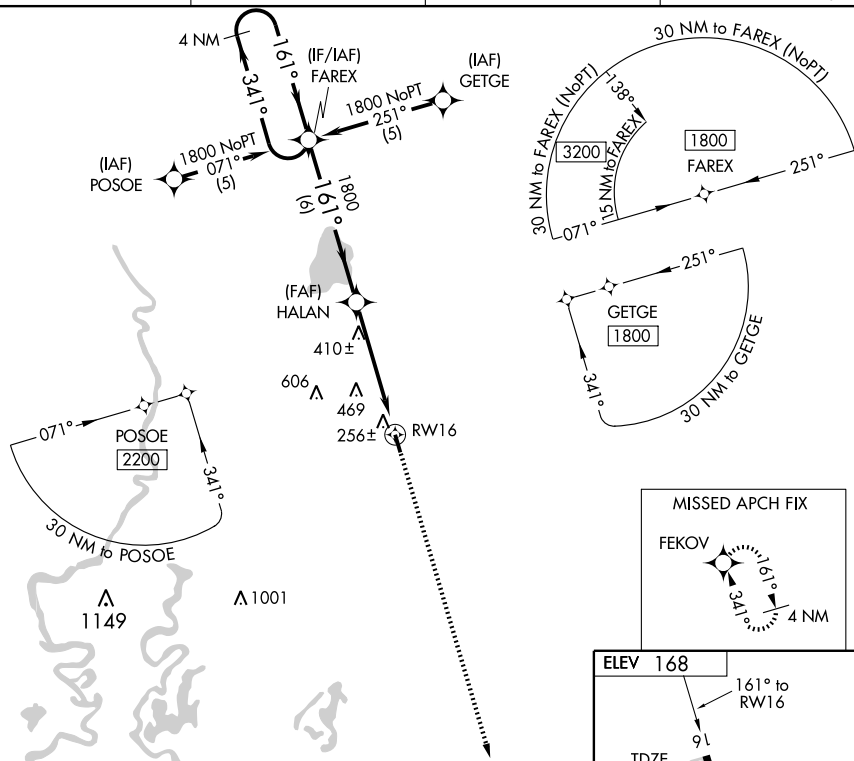 4 NM
161°
341°
(IF/IAF)
FAREX
(IAF)
GETGE
1800 NoPT
251°
(5)
(IAF)
POSOE
1800 NoPT
071°
(5)
1800
161°
(6)
(FAF)
HALAN
410±
606
469
256±
RW16
30 NM to FAREX (NoPT)
30 NM to FAREX (NoPT)
138°
15 NM to FAREX
3200
1800
FAREX
251°
071°
251°
GETGE
1800
341°
30 NM to GETGE
071°
POSOE
2200
341°
30 NM to POSOE
1149
1001
MISSED APCH FIX
FEKOV
161°
341°
4 NM
ELEV 168
161° to
RW16
16
TDZE